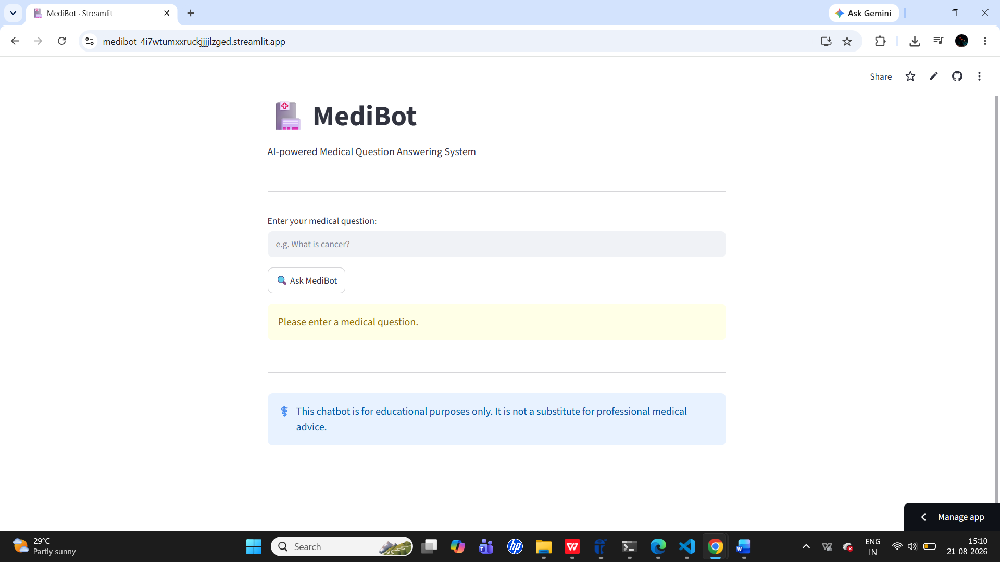 MediBot · Streamlit
Ask Gemini
medibot-4i7wtumxxruckjjjjlzged.streamlit.app
Share
MediBot
AI-powered Medical Question Answering System
Enter your medical question:
e.g. What is cancer?
Ask MediBot
Please enter a medical question.
This chatbot is for educational purposes only. It is not a substitute for professional medical
advice.
Manage app
29°C
Partly sunny
Search
ENG
IN
15:10
21-08-2026